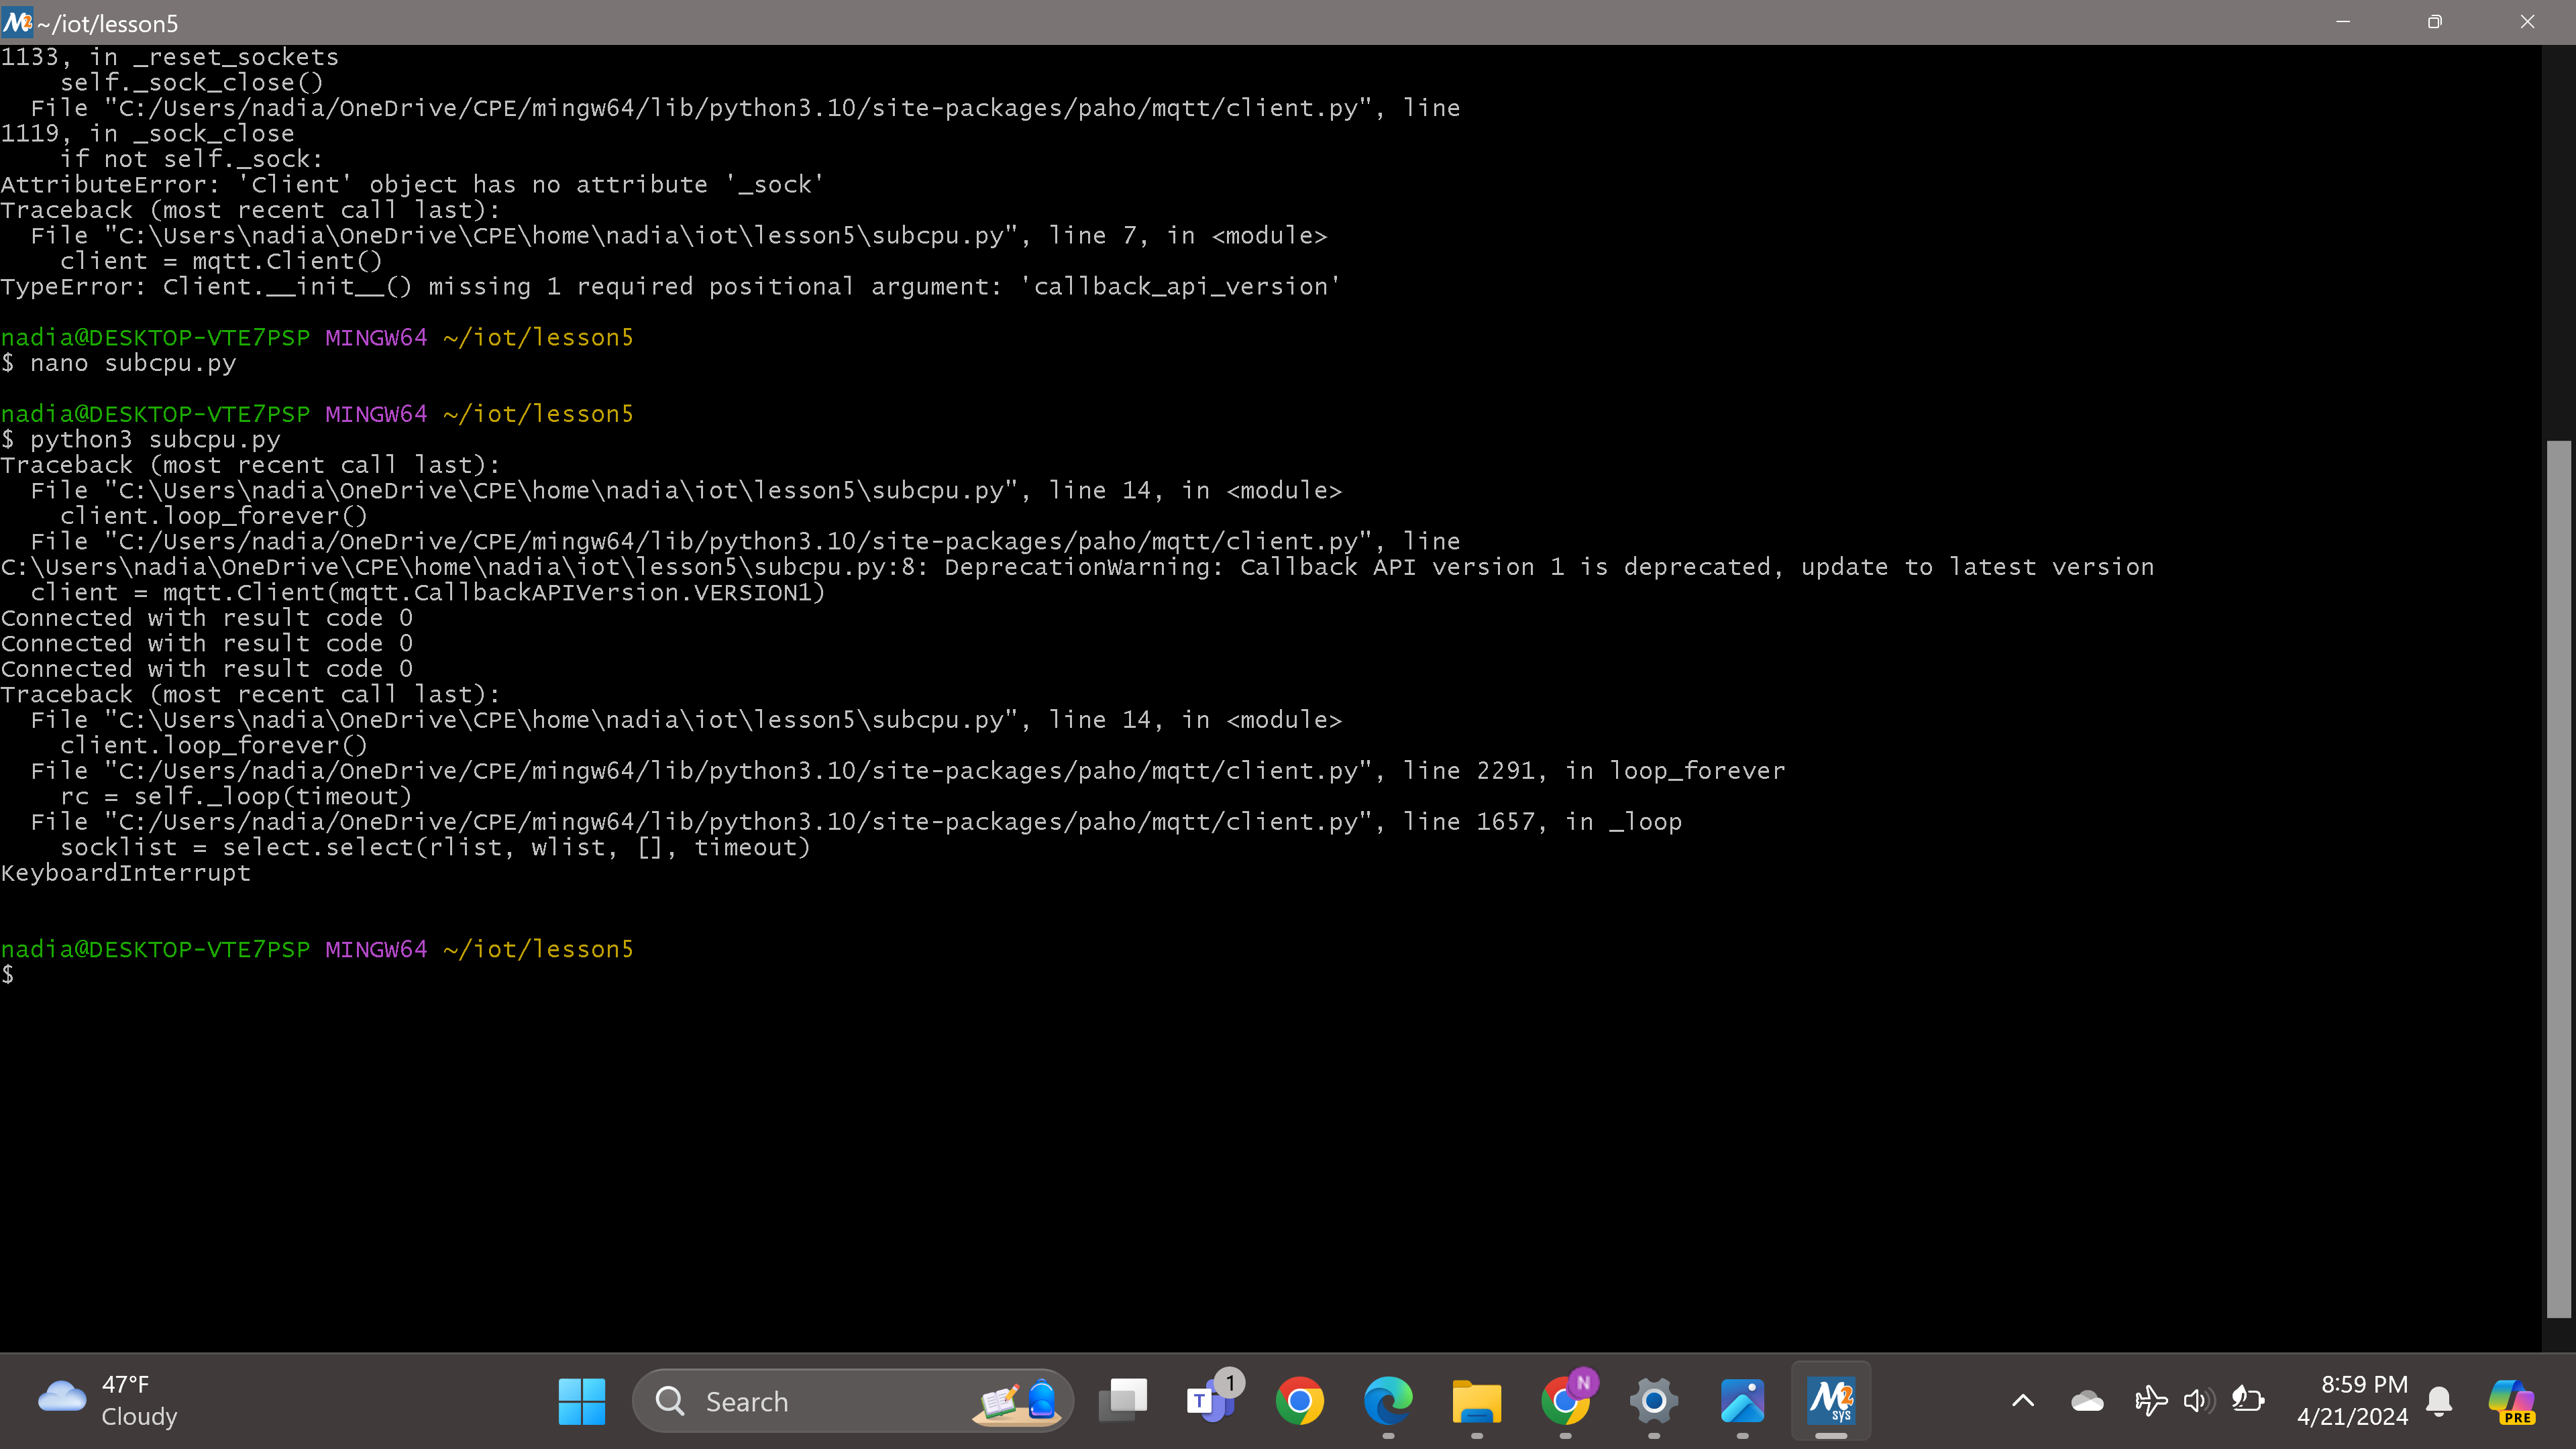 ~/iot/lesson5
1133, in _reset_sockets
self._sock_close()
File "C:/Users/nadia/OneDrive/CPE/mingw64/lib/python3.10/site-packages/paho/mqtt/client.py", line
1119, in _sock_close
if not self._sock:
AttributeError: 'Client' object has no attribute '_sock'
Traceback (most recent call last):
File "C:\Users\nadia\OneDrive\CPE\home\nadia\iot\lesson5\subcpu.py", line 7, in <module>
client = mqtt.Client()
TypeError: Client.__init__() missing 1 required positional argument: 'callback_api_version'
nadia@DESKTOP-VTE7PSP MINGW64 ~/iot/lesson5
$ nano subcpu.py
nadia@DESKTOP-VTE7PSP MINGW64 ~/iot/lesson5
$ python3 subcpu.py
Traceback (most recent call last):
File "C:\Users\nadia\OneDrive\CPE\home\nadia\iot\lesson5\subcpu.py", line 14, in <module>
client.loop_forever()
File "C:/Users/nadia/OneDrive/CPE/mingw64/lib/python3.10/site-packages/paho/mqtt/client.py", line
C:\Users\nadia\OneDrive\CPE\home\nadia\iot\lesson5\subcpu.py:8: DeprecationWarning: Callback API version 1 is deprecated, update to latest version
client = mqtt.Client(mqtt.CallbackAPIVersion.VERSION1)
Connected with result code 0
Connected with result code 0
Connected with result code 0
Traceback (most recent call last):
File "C:\Users\nadia\OneDrive\CPE\home\nadia\iot\lesson5\subcpu.py", line 14, in <module>
client.loop_forever()
File "C:/Users/nadia/OneDrive/CPE/mingw64/lib/python3.10/site-packages/paho/mqtt/client.py", line 2291, in loop_forever
rc = self._loop(timeout)
File "C:/Users/nadia/OneDrive/CPE/mingw64/lib/python3.10/site-packages/paho/mqtt/client.py", line 1657, in _loop
socklist = select.select(rlist, wlist, [], timeout)
KeyboardInterrupt
nadia@DESKTOP-VTE7PSP MINGW64 ~/iot/lesson5
$
47°F
Cloudy
Search
T 1
N
M2 sys
8:59 PM
4/21/2024
PRE